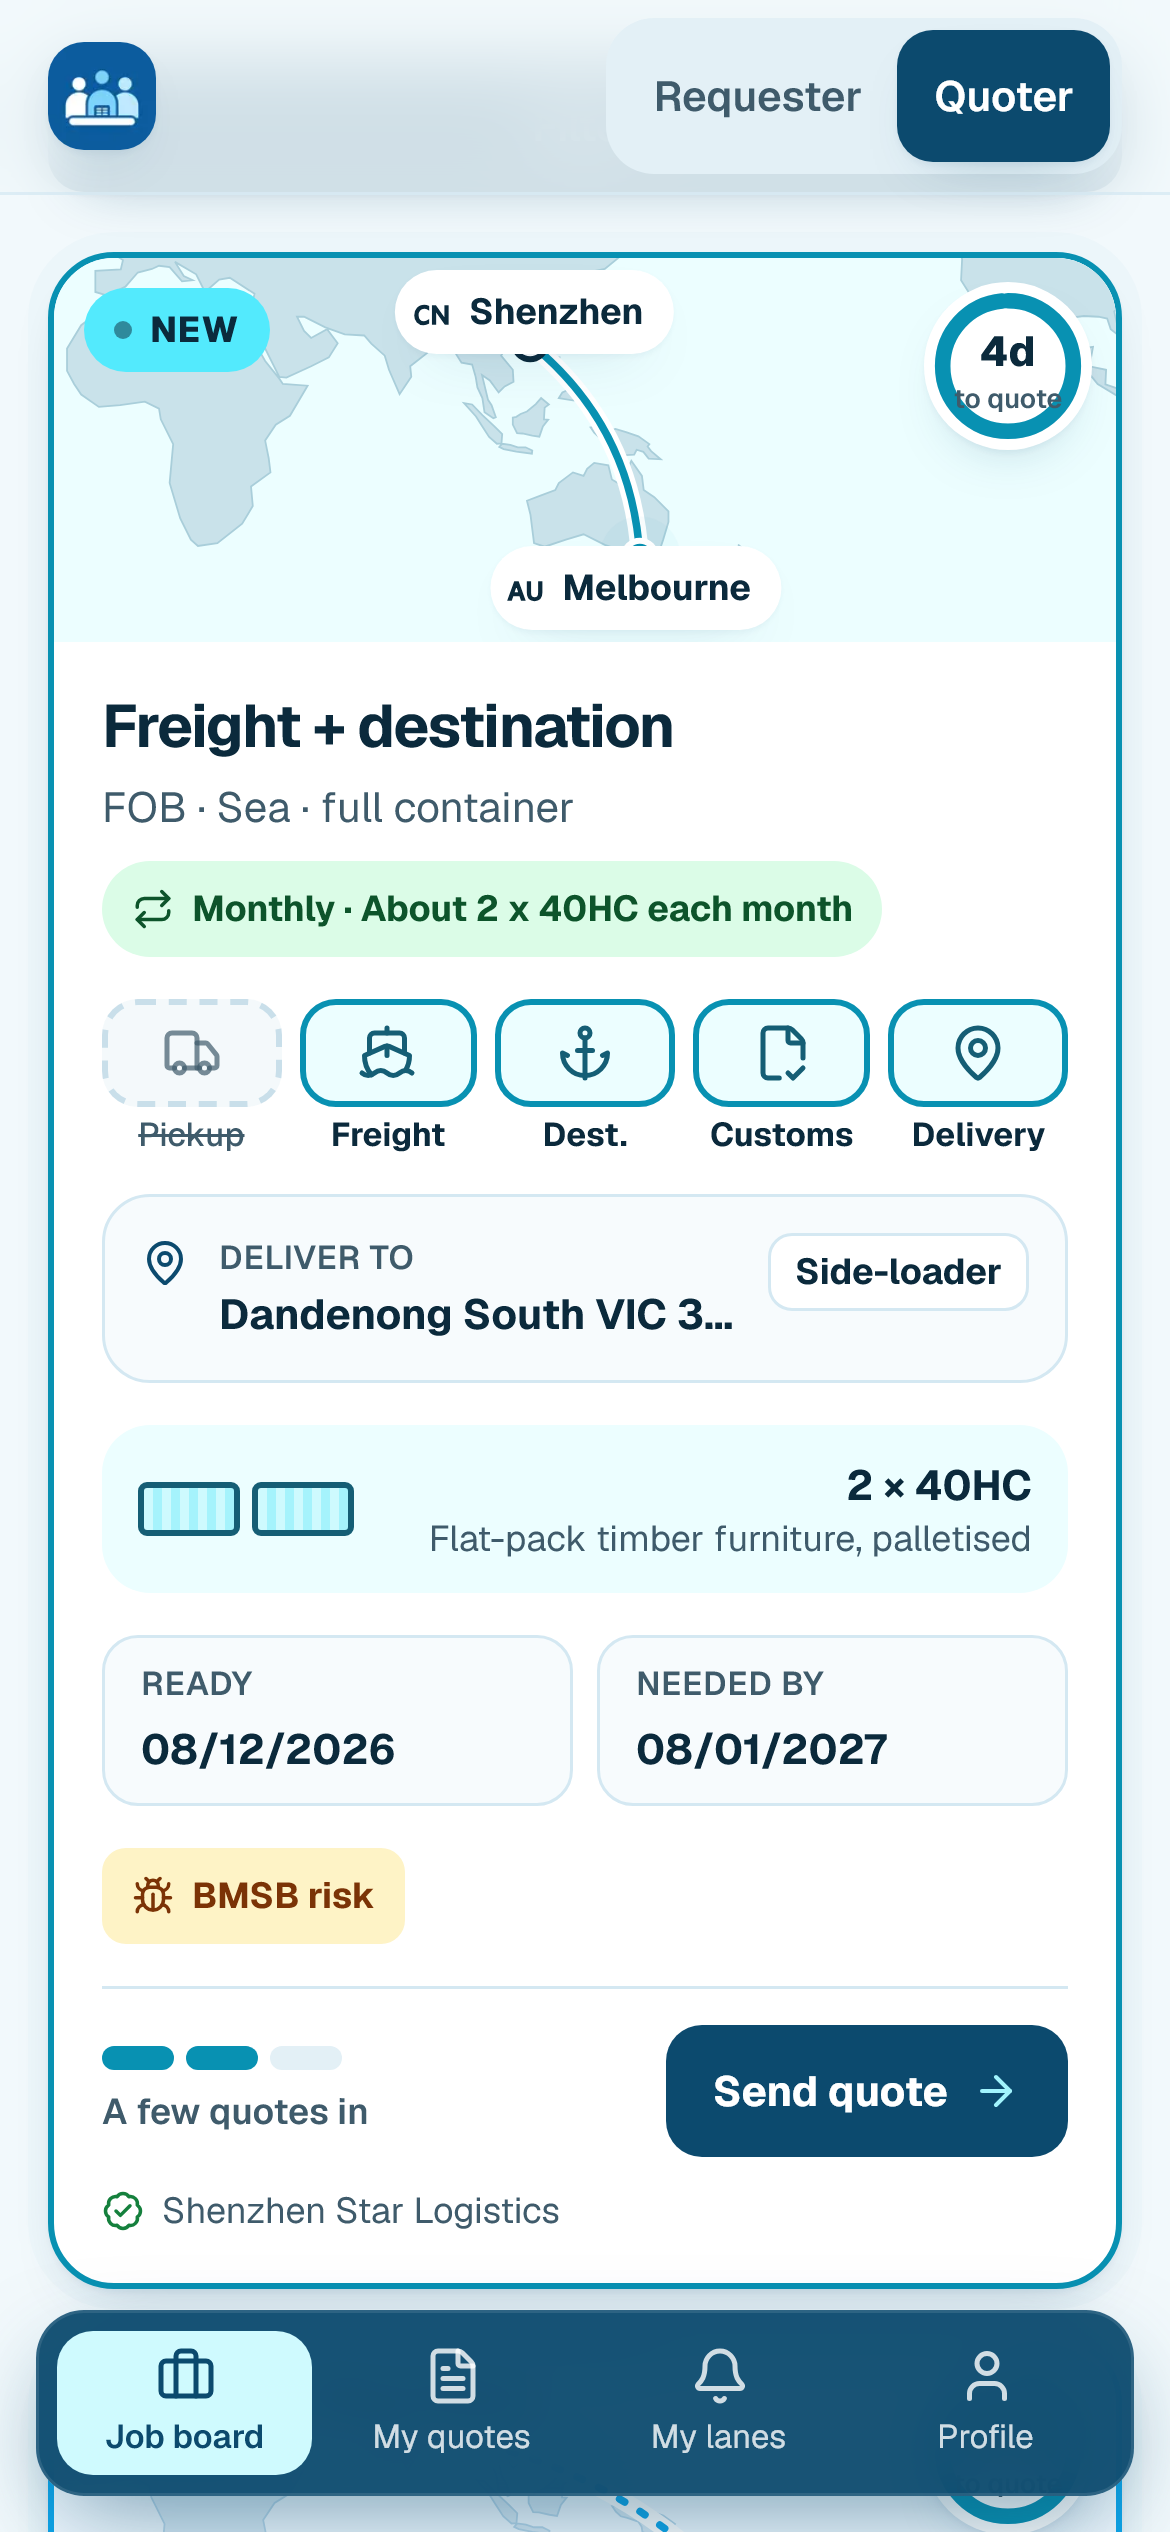 Requester
Quoter
NEW
CN Shenzhen
4d
to quote
AU Melbourne
Freight + destination
FOB · Sea · full container
Monthly · About 2 x 40HC each month
Pickup
Freight
Dest.
Customs
Delivery
DELIVER TO
Dandenong South VIC 3...
Side-loader
2 × 40HC
Flat-pack timber furniture, palletised
READY
08/12/2026
NEEDED BY
08/01/2027
BMSB risk
A few quotes in
Send quote
Shenzhen Star Logistics
Job board
My quotes
My lanes
Profile
to quote